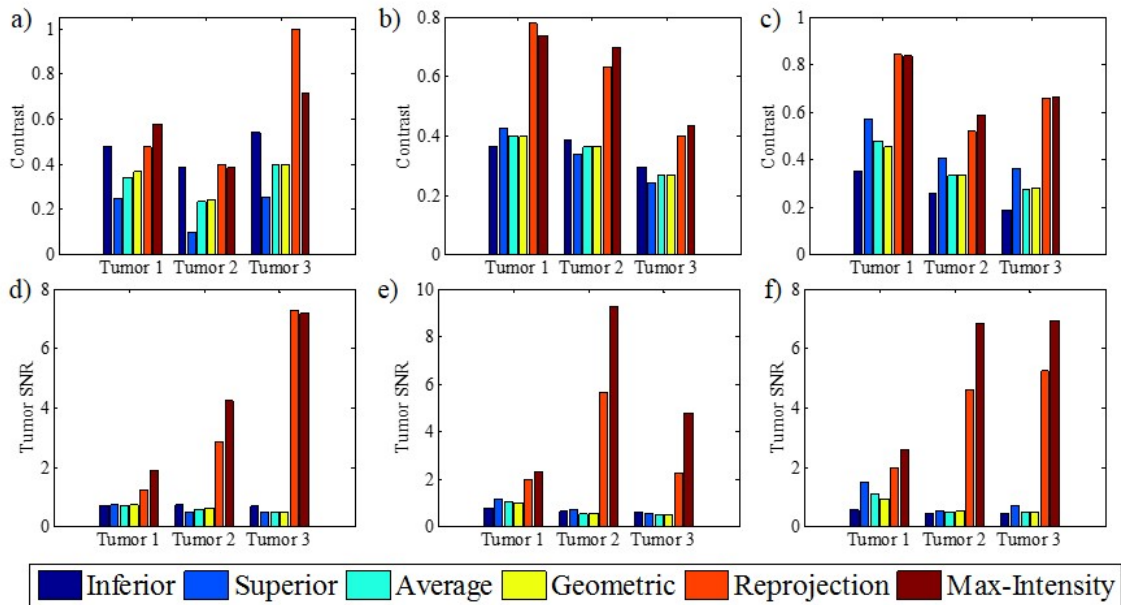 a)
1
0.8
0.6
0.4
0.2
0
Contrast
Tumor 1 Tumor 2 Tumor 3
b)
0.8
0.6
0.4
0.2
0
Contrast
Tumor 1 Tumor 2 Tumor 3
c)
1
0.8
0.6
0.4
0.2
0
Contrast
Tumor 1 Tumor 2 Tumor 3
d)
8
6
4
2
0
Tumor SNR
Tumor 1 Tumor 2 Tumor 3
e)
10
8
6
4
2
0
Tumor SNR
Tumor 1 Tumor 2 Tumor 3
f)
8
6
4
2
0
Tumor SNR
Tumor 1 Tumor 2 Tumor 3
Inferior Superior Average Geometric Reprojection Max-Intensity